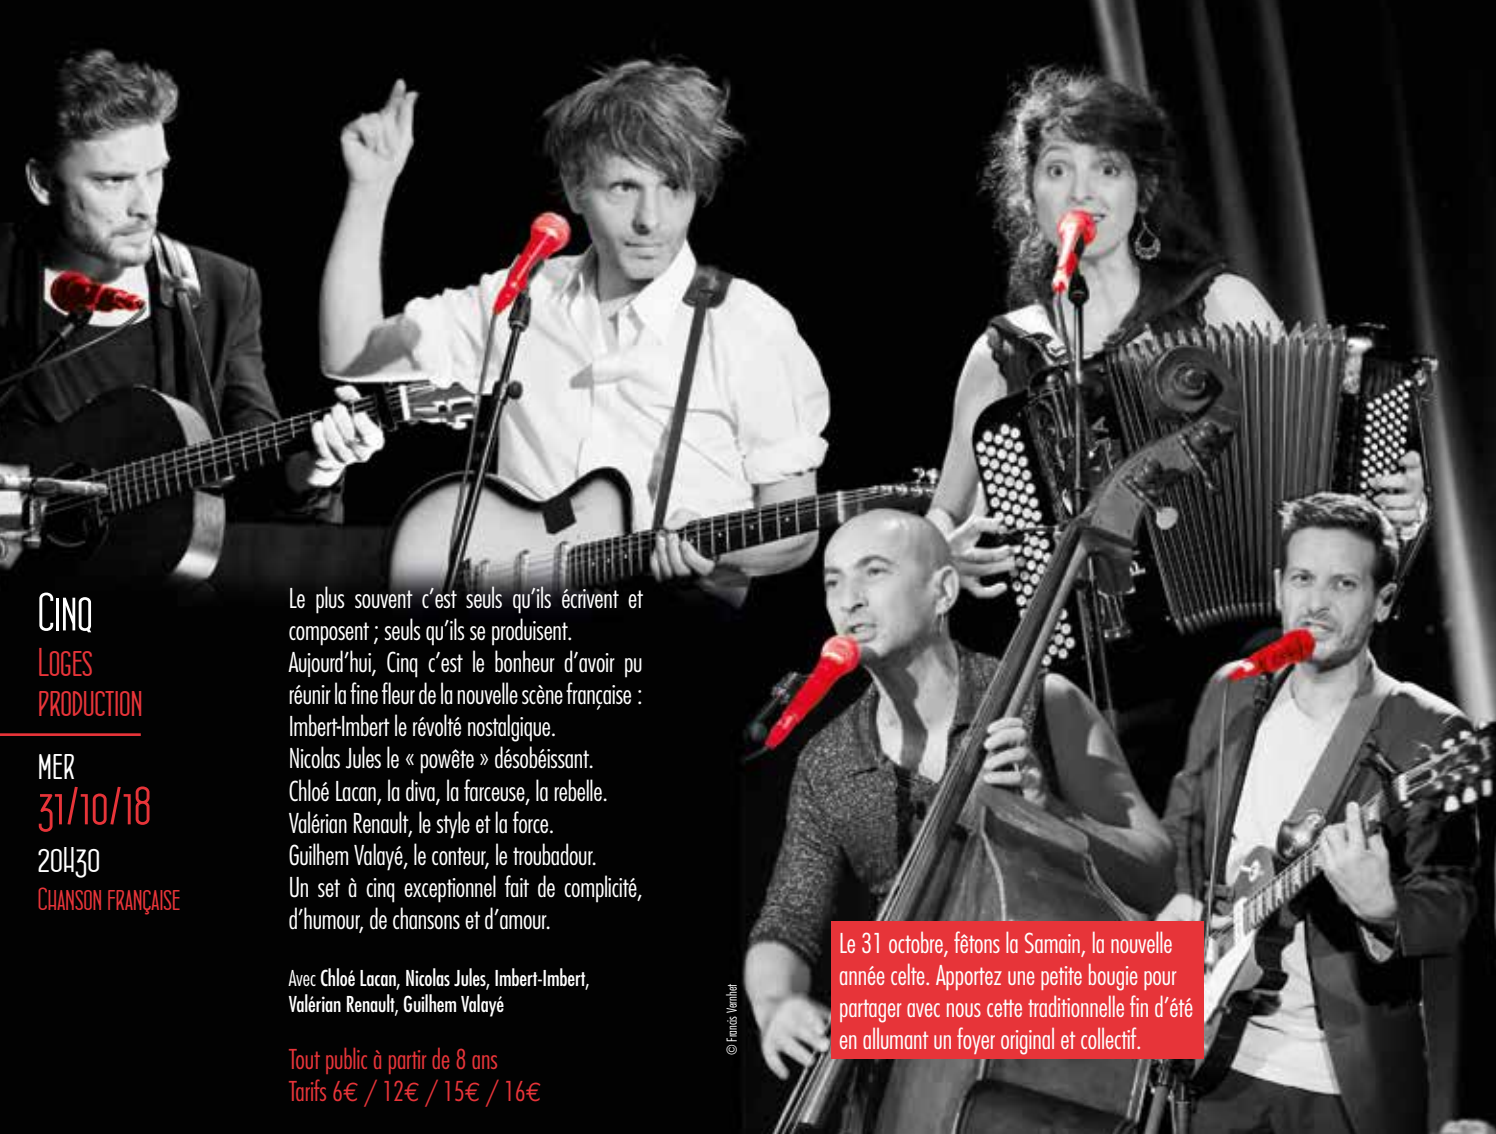 Cinq
Loges
production
mer
31/10/18
20h30
Chanson française
Le plus souvent c’est seuls qu’ils écrivent et
composent ; seuls qu’ils se produisent.
Aujourd’hui, Cinq c’est le bonheur d’avoir pu
réunir la fine fleur de la nouvelle scène française :
Imbert-Imbert le révolté nostalgique.
Nicolas Jules le « powête » désobéissant.
Chloé Lacan, la diva, la farceuse, la rebelle.
Valérian Renault, le style et la force.
Guilhem Valayé, le conteur, le troubadour.
Un set à cinq exceptionnel fait de complicité,
d’humour, de chansons et d’amour.
Avec Chloé Lacan, Nicolas Jules, Imbert-Imbert,
Valérian Renault, Guilhem Valayé
Tout public à partir de 8 ans
Tarifs 6€ / 12€ / 15€ / 16€
© Francis Vernhet
Le 31 octobre, fêtons la Samain, la nouvelle
année celte. Apportez une petite bougie pour
partager avec nous cette traditionnelle fin d’été
en allumant un foyer original et collectif.